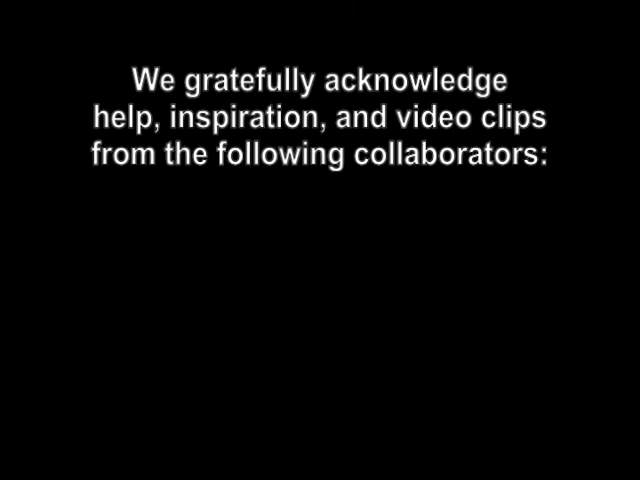 We gratefully acknowledge
help, inspiration, and video clips
from the following collaborators: